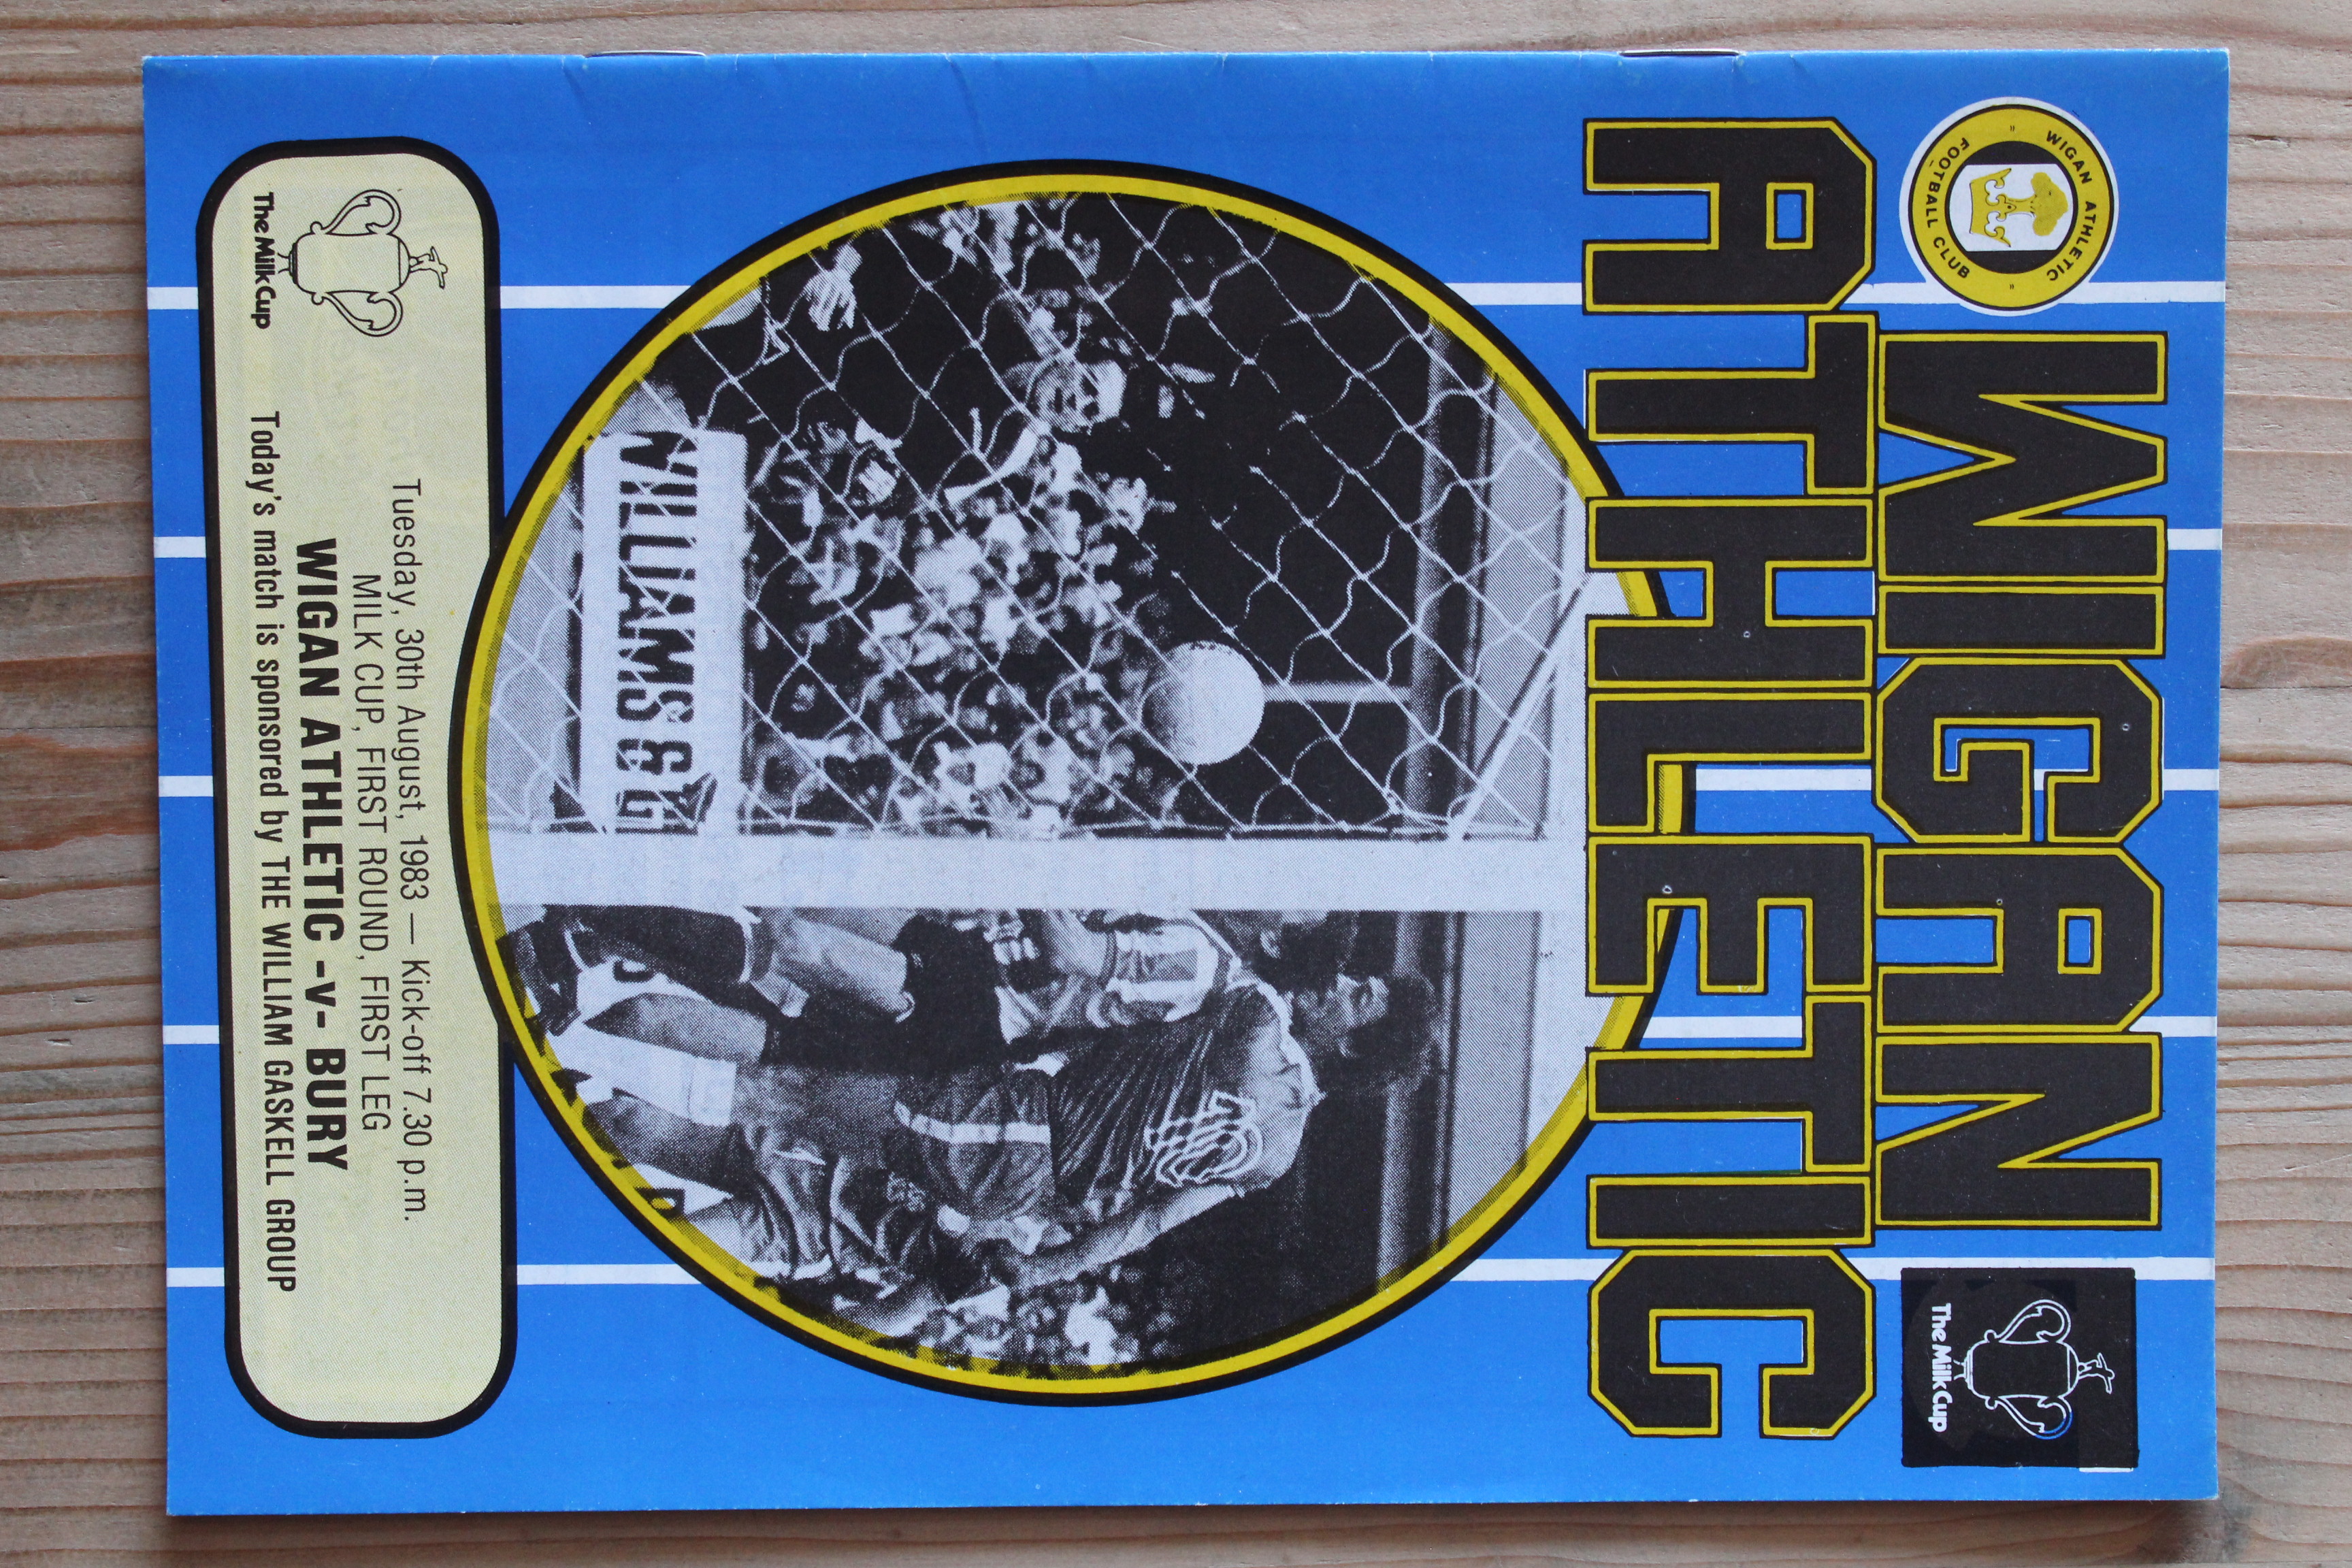 WIGAN ATHLETIC
FOOTBALL CLUB
WIGAN
The Milk Cup
ATHLETIC
WILLIAMS & G
Tuesday, 30th August, 1983 — Kick-off 7.30 p.m.
MILK CUP, FIRST ROUND, FIRST LEG
WIGAN ATHLETIC -v- BURY
Today's match is sponsored by THE WILLIAM GASKELL GROUP
The Milk Cup